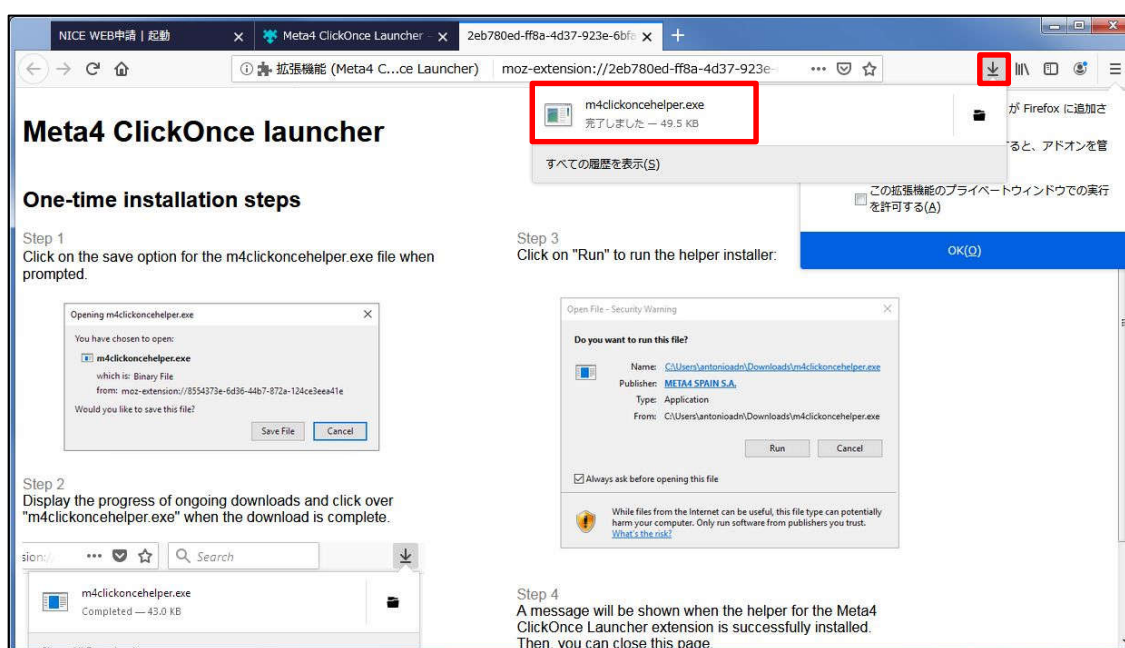 NICE WEB申請 | 起動
Meta4 ClickOnce Launcher -
2eb780ed-ff8a-4d37-923e-6bfa
拡張機能 (Meta4 C...ce Launcher)
moz-extension://2eb780ed-ff8a-4d37-923e-
m4clickoncehelper.exe
完了しました — 49.5 KB
すべての履歴を表示(S)
が Firefox に追加さ
ると、アドオンを管
この拡張機能のプライベートウィンドウでの実行
を許可する(A)
OK(O)
Meta4 ClickOnce launcher
One-time installation steps
Step 1
Click on the save option for the m4clickoncehelper.exe file when
prompted.
Opening m4clickoncehelper.exe
You have chosen to open:
m4clickoncehelper.exe
which is: Binary File
from: moz-extension://8554373e-6d36-44b7-872a-124ce3eea41e
Would you like to save this file?
Save File
Cancel
Step 2
Display the progress of ongoing downloads and click over
"m4clickoncehelper.exe" when the download is complete.
sion:/
Search
m4clickoncehelper.exe
Completed — 43.0 KB
Step 3
Click on "Run" to run the helper installer:
Open File - Security Warning
Do you want to run this file?
Name: C:\Users\antonioadn\Downloads\m4clickoncehelper.exe
Publisher: META4 SPAIN S.A.
Type: Application
From: C:\Users\antonioadn\Downloads\m4clickoncehelper.exe
Run
Cancel
Always ask before opening this file
While files from the Internet can be useful, this file type can potentially
harm your computer. Only run software from publishers you trust.
What's the risk?
Step 4
A message will be shown when the helper for the Meta4
ClickOnce Launcher extension is successfully installed.
Then, you can close this page.